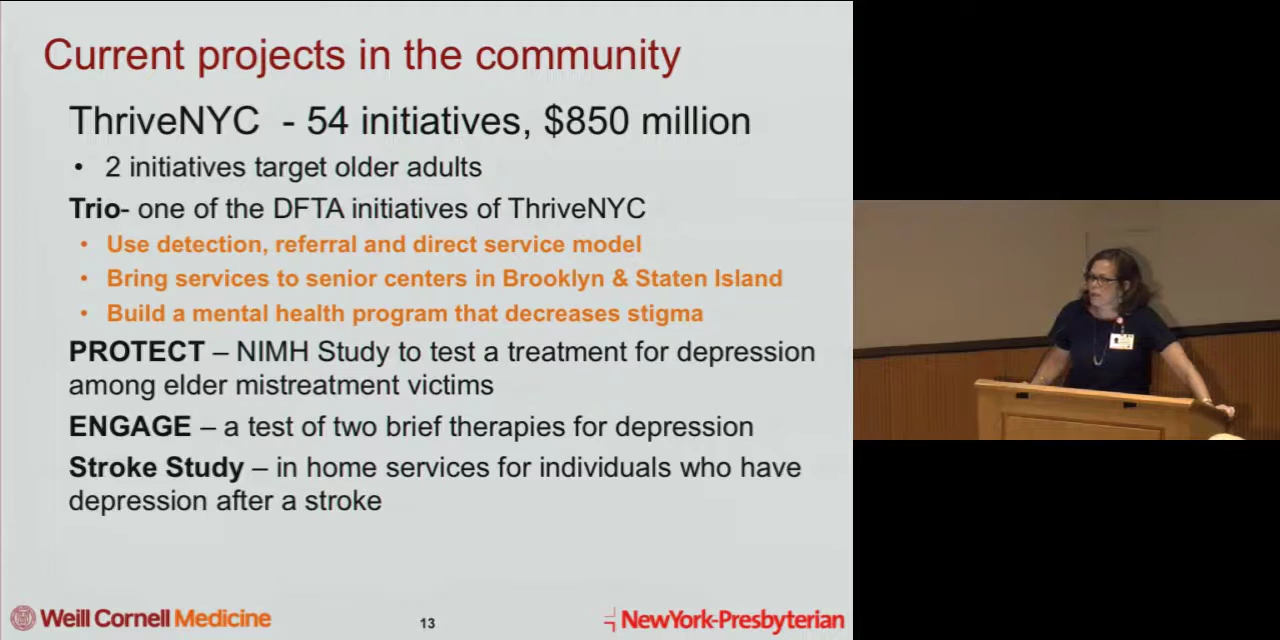 Current projects in the community
ThriveNYC - 54 initiatives, $850 million
• 2 initiatives target older adults
Trio- one of the DFTA initiatives of ThriveNYC
• Use detection, referral and direct service model
• Bring services to senior centers in Brooklyn & Staten Island
• Build a mental health program that decreases stigma
PROTECT – NIMH Study to test a treatment for depression
among elder mistreatment victims
ENGAGE – a test of two brief therapies for depression
Stroke Study – in home services for individuals who have
depression after a stroke
Weill Cornell Medicine
13
NewYork-Presbyterian